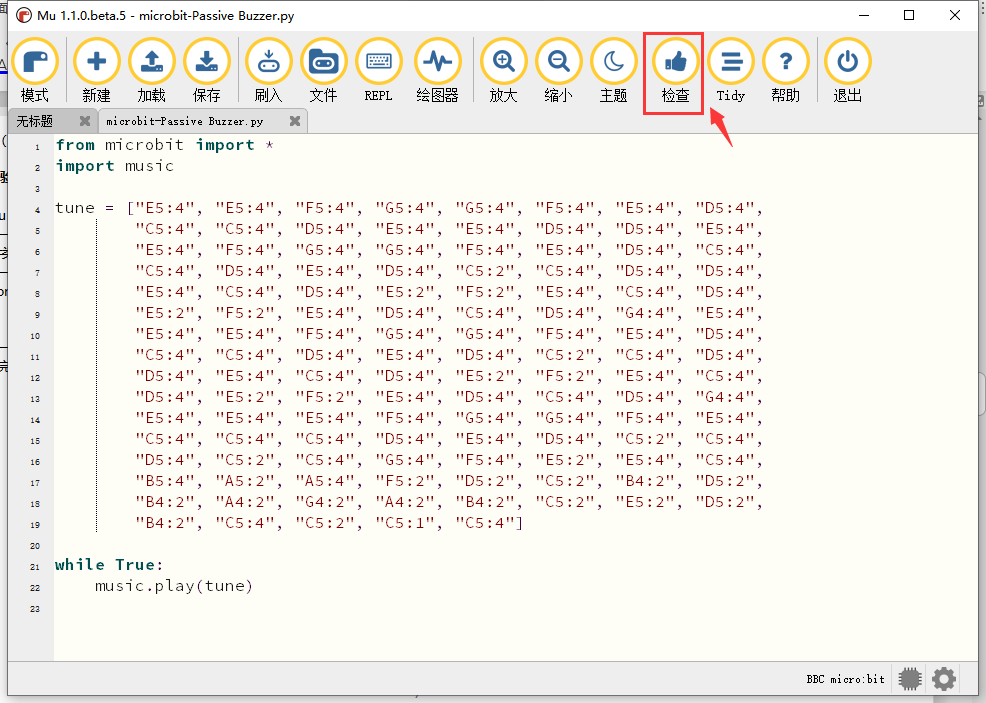 Mu 1.1.0.beta.5 - microbit-Passive Buzzer.py
模式 新建 加载 保存 刷入 文件 REPL 绘图器 放大 缩小 主题 检查 Tidy 帮助 退出
无标题 microbit-Passive Buzzer.py
1 from microbit import *
2 import music
3
4 tune = ["E5:4", "E5:4", "F5:4", "G5:4", "G5:4", "F5:4", "E5:4", "D5:4",
5 "C5:4", "C5:4", "D5:4", "E5:4", "E5:4", "D5:4", "D5:4", "E5:4",
6 "E5:4", "F5:4", "G5:4", "G5:4", "F5:4", "E5:4", "D5:4", "C5:4",
7 "C5:4", "D5:4", "E5:4", "D5:4", "C5:2", "C5:4", "D5:4", "D5:4",
8 "E5:4", "C5:4", "D5:4", "E5:2", "F5:2", "E5:4", "C5:4", "D5:4",
9 "E5:2", "F5:2", "E5:4", "D5:4", "C5:4", "D5:4", "G4:4", "E5:4",
10 "E5:4", "E5:4", "F5:4", "G5:4", "G5:4", "F5:4", "E5:4", "D5:4",
11 "C5:4", "C5:4", "D5:4", "E5:4", "D5:4", "C5:2", "C5:4", "D5:4",
12 "D5:4", "E5:4", "C5:4", "D5:4", "E5:2", "F5:2", "E5:4", "C5:4",
13 "D5:4", "E5:2", "F5:2", "E5:4", "D5:4", "C5:4", "D5:4", "G4:4",
14 "E5:4", "E5:4", "E5:4", "F5:4", "G5:4", "G5:4", "F5:4", "E5:4",
15 "C5:4", "C5:4", "C5:4", "D5:4", "E5:4", "D5:4", "C5:2", "C5:4",
16 "D5:4", "C5:2", "C5:4", "G5:4", "F5:4", "E5:2", "E5:4", "C5:4",
17 "B5:4", "A5:2", "A5:4", "F5:2", "D5:2", "C5:2", "B4:2", "D5:2",
18 "B4:2", "A4:2", "G4:2", "A4:2", "B4:2", "C5:2", "E5:2", "D5:2",
19 "B4:2", "C5:4", "C5:2", "C5:1", "C5:4"]
20
21 while True:
22 music.play(tune)
23
BBC micro:bit